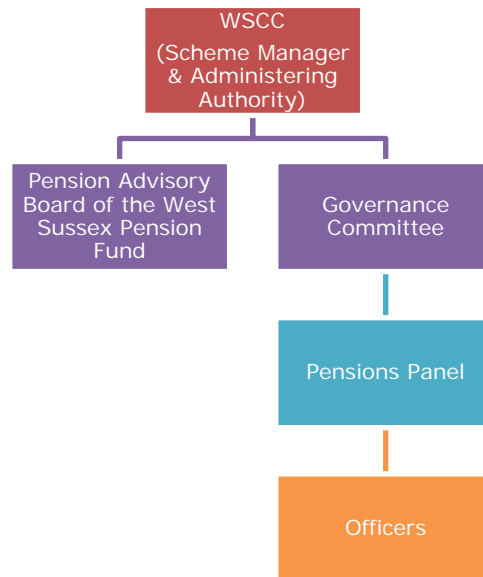 WSCC
(Scheme Manager
& Administering
Authority)
Pension Advisory
Board of the West
Sussex Pension
Fund
Governance
Committee
Pensions Panel
Officers